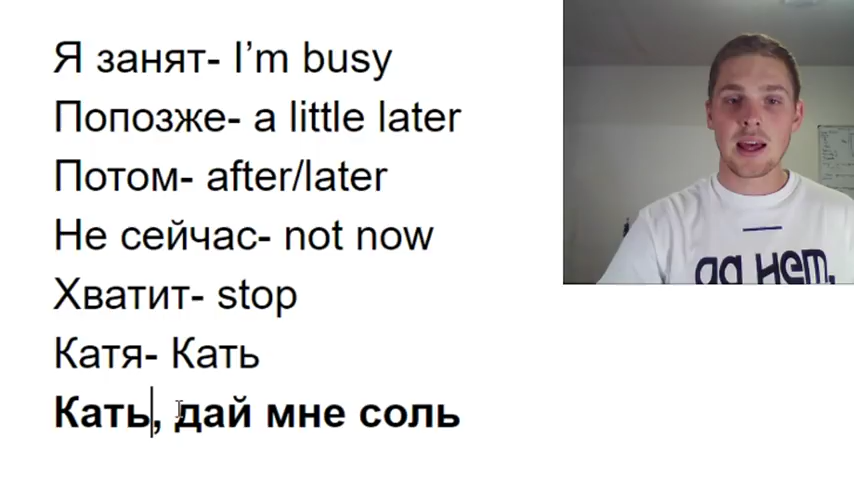 Я занят- I’m busy
Попозже- a little later
Потом- after/later
Не сейчас- not now
Хватит- stop
Катя- Кать
Кать, дай мне соль
да нет,